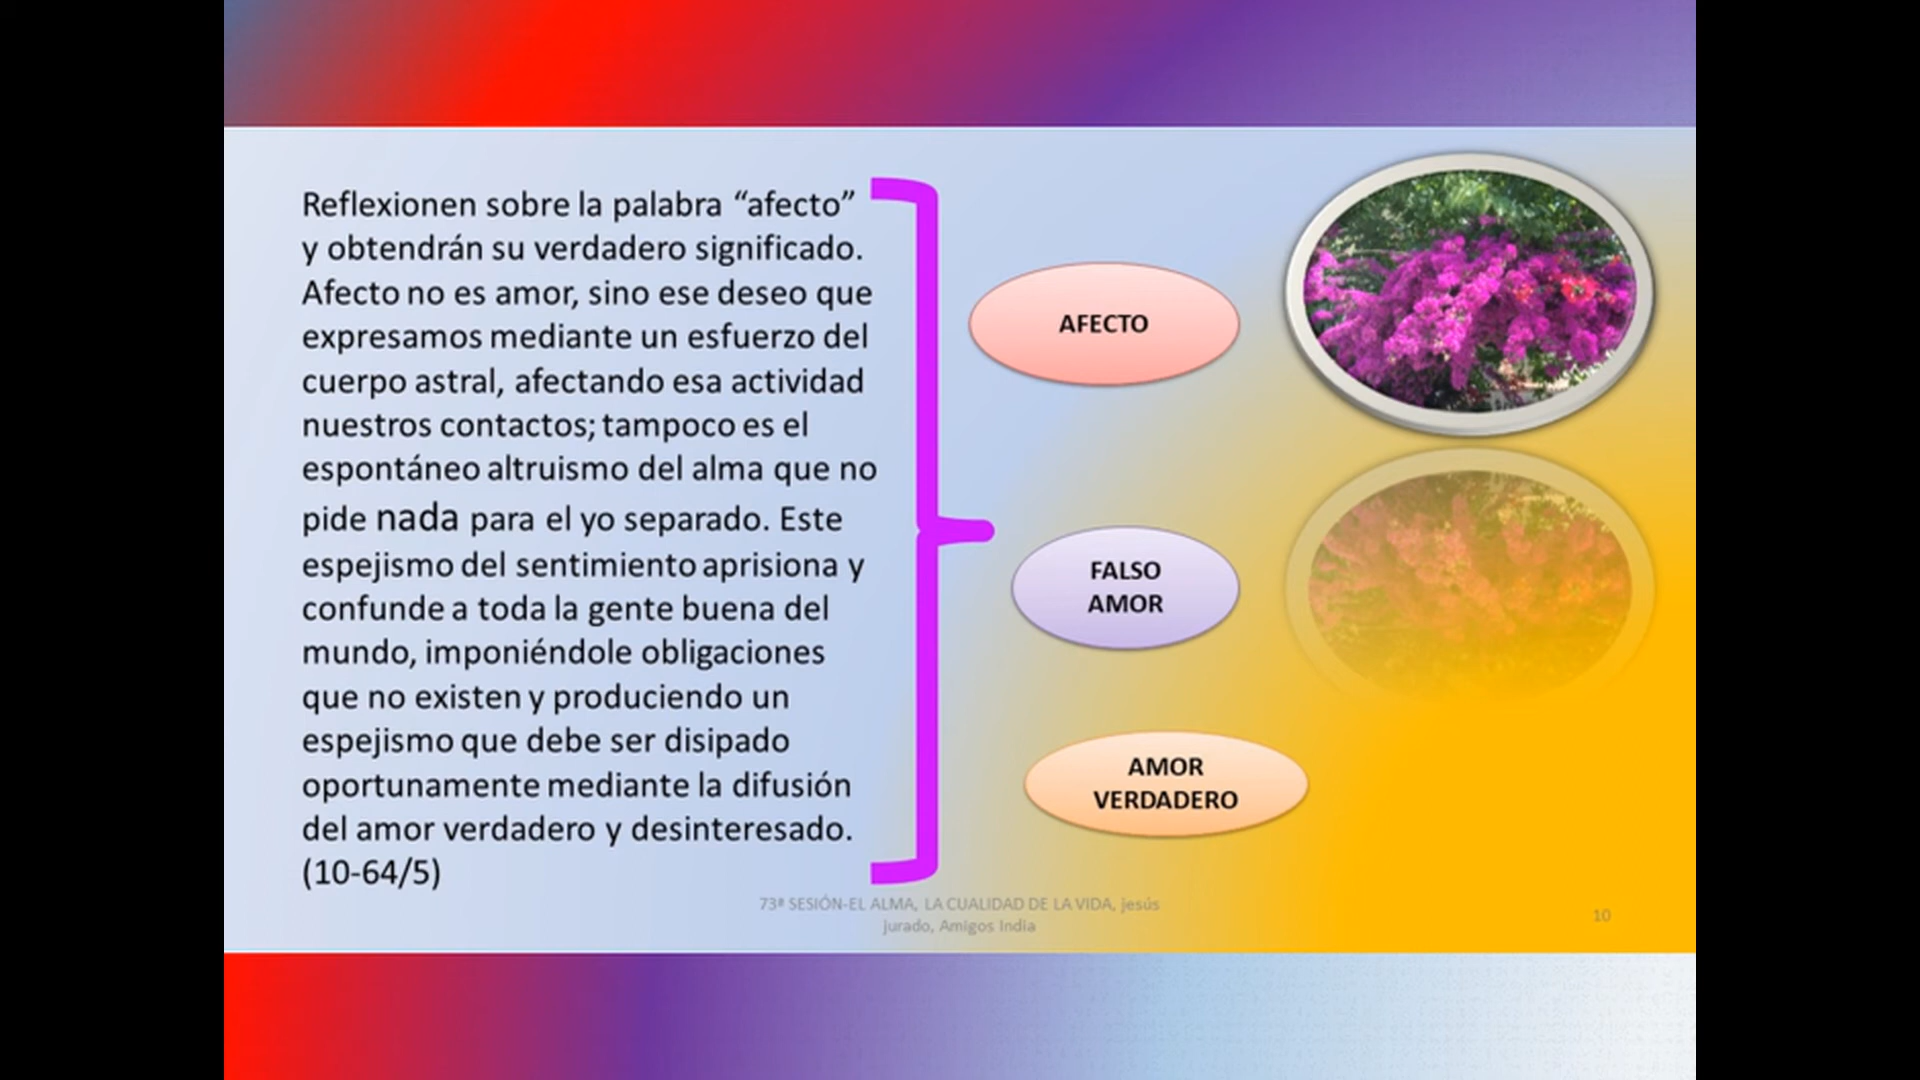 Reflexionen sobre la palabra “afecto”
y obtendrán su verdadero significado.
Afecto no es amor, sino ese deseo que
expresamos mediante un esfuerzo del
cuerpo astral, afectando esa actividad
nuestros contactos; tampoco es el
espontáneo altruismo del alma que no
pide nada para el yo separado. Este
espejismo del sentimiento aprisiona y
confunde a toda la gente buena del
mundo, imponiéndole obligaciones
que no existen y produciendo un
espejismo que debe ser disipado
oportunamente mediante la difusión
del amor verdadero y desinteresado.
(10-64/5)
AFECTO
FALSO
AMOR
AMOR
VERDADERO
73ª SESIÓN-EL ALMA, LA CUALIDAD DE LA VIDA, jesús
jurado, Amigos India
10